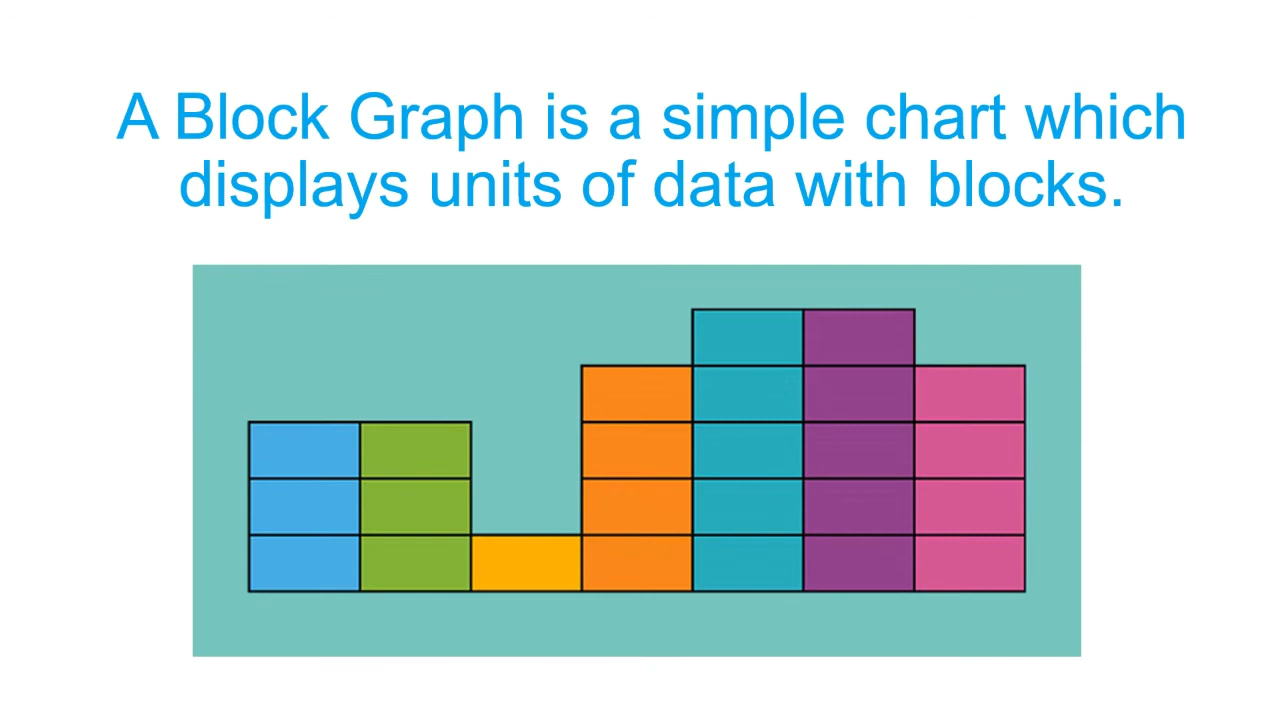 A Block Graph is a simple chart which
displays units of data with blocks.